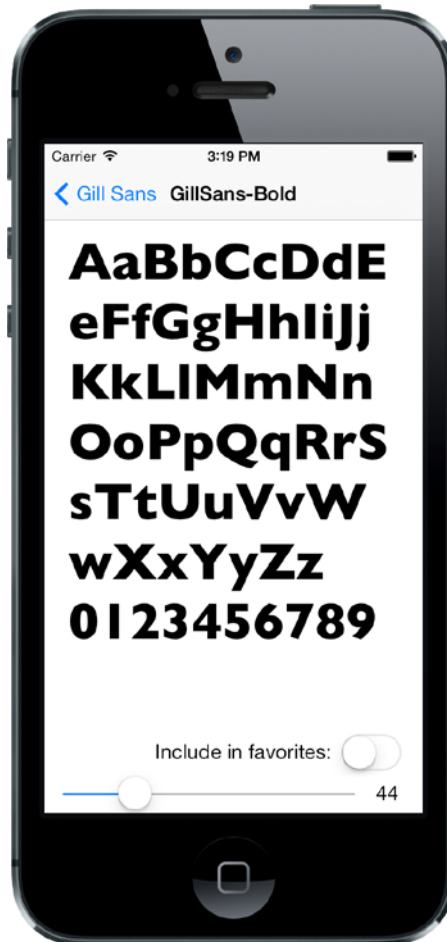 Carrier 3:19 PM
Gill Sans GillSans-Bold
AaBbCcDdE
eFfGgHhIiJj
KkLlMmNn
OoPpQqRrS
sTtUuVvW
wXxYyZz
0123456789
Include in favorites:
44